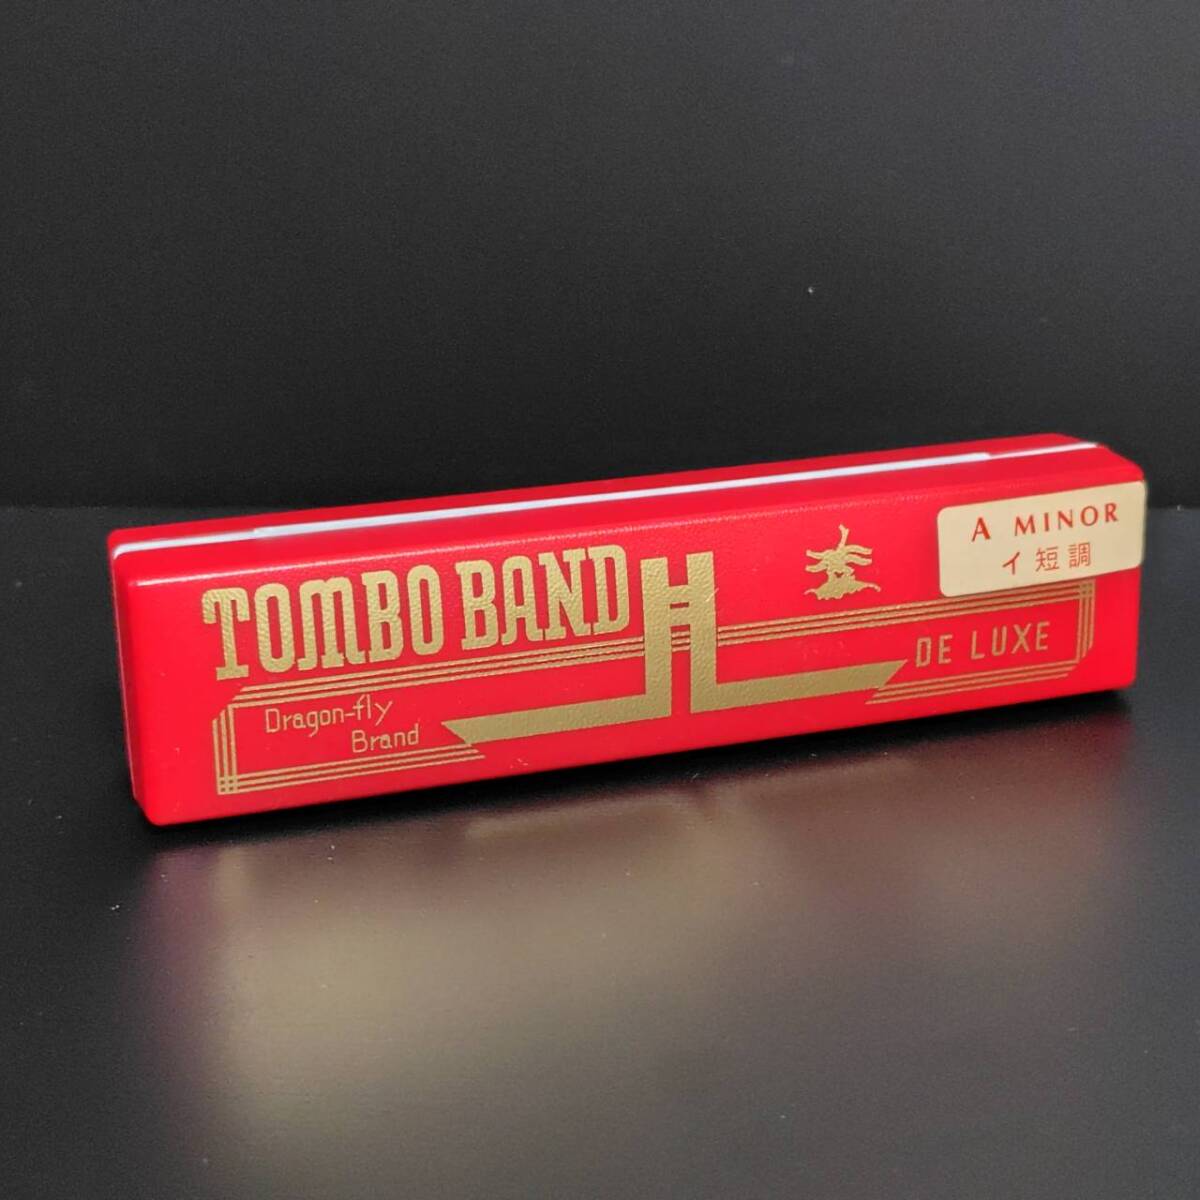 TOMBO BAND
A MINOR
イ短調
Dragon-fly
Brand
DE LUXE